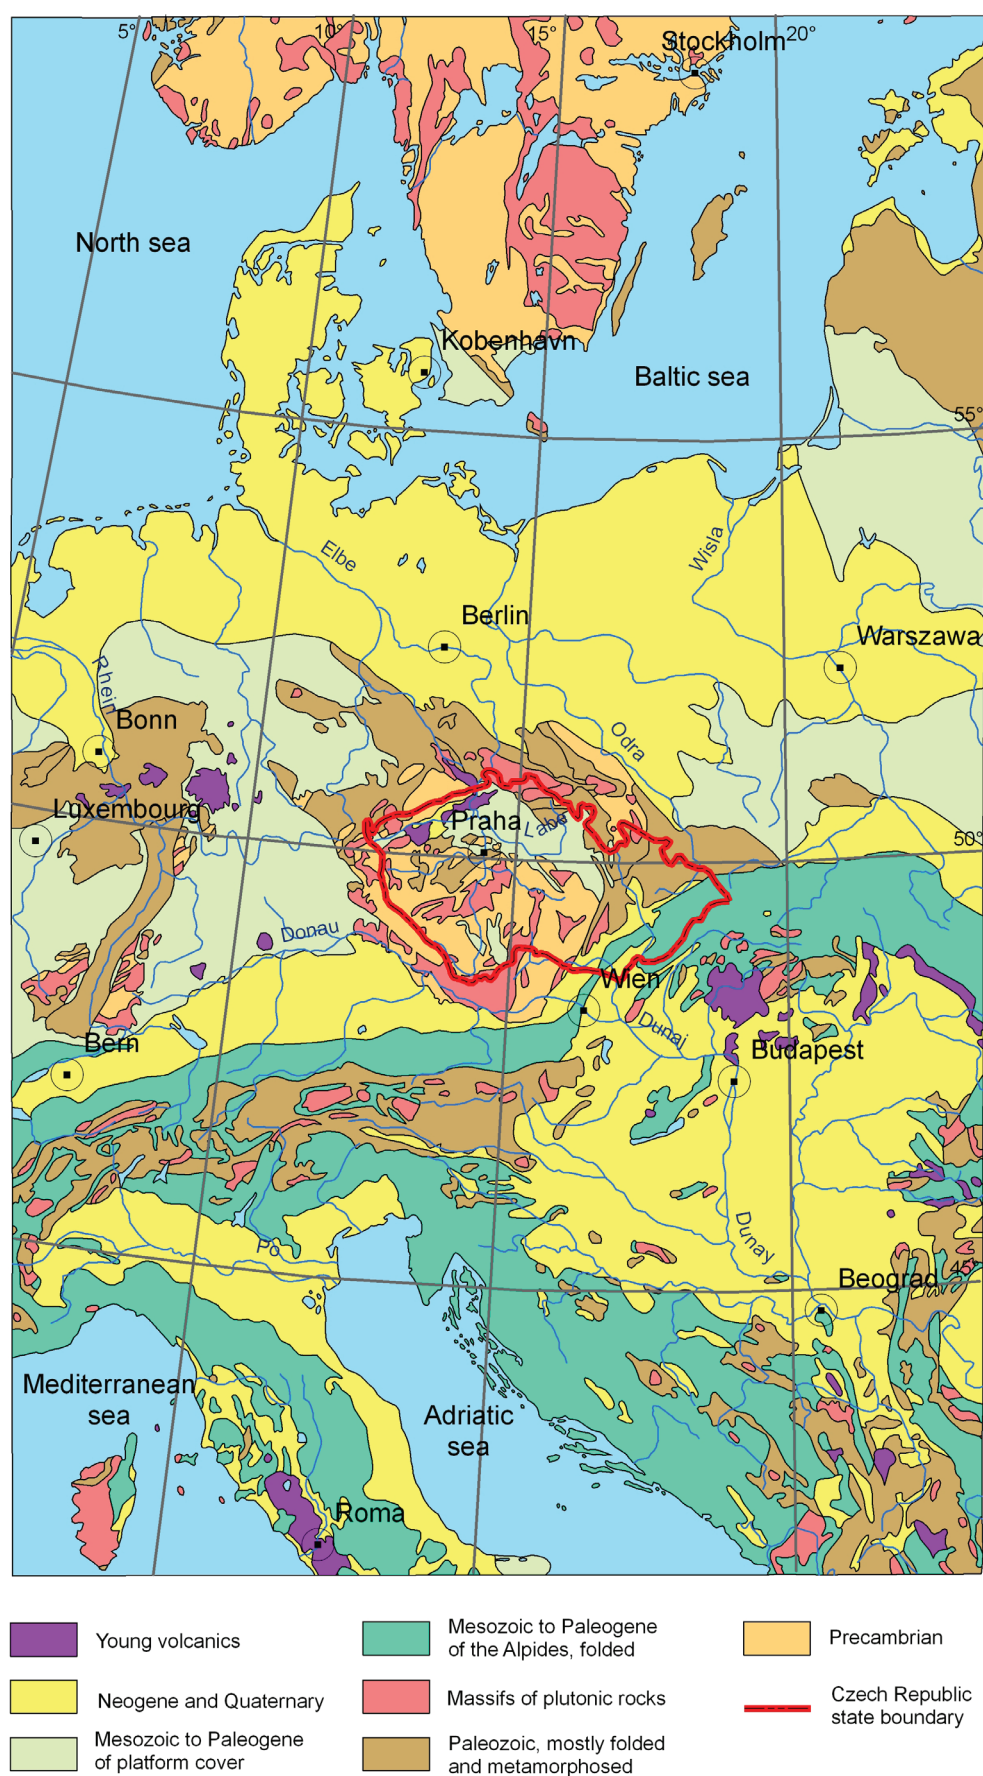 5°
10°
15°
20°
Stockholm
North sea
Kobenhavn
Baltic sea
55°
Elbe
Wisla
Berlin
Warszawa
Rhein
Bonn
Odra
Luxembourg
Praha
Labe
50°
Donau
Wien
Dunaj
Bern
Budapest
Dunaj
Po
45°
Beograd
Mediterranean
sea
Adriatic
sea
Roma
Young volcanics
Neogene and Quaternary
Mesozoic to Paleogene
of platform cover
Mesozoic to Paleogene
of the Alpides, folded
Massifs of plutonic rocks
Paleozoic, mostly folded
and metamorphosed
Precambrian
Czech Republic
state boundary